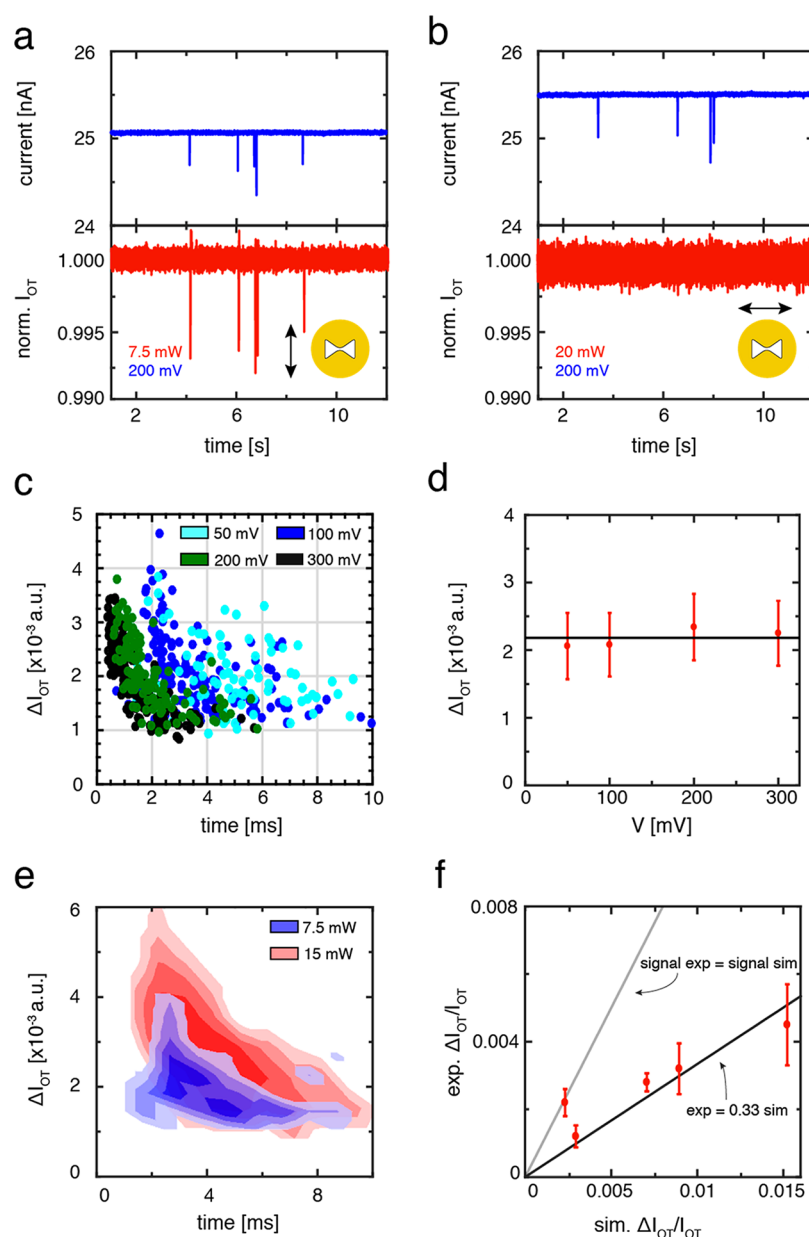 a
26
25
24
current [nA]
1.000
0.995
0.990
norm. I_OT
7.5 mW
200 mV
2
6
10
time [s]
b
26
25
24
current [nA]
1.000
0.995
0.990
norm. I_OT
20 mW
200 mV
2
6
10
time [s]
c
5
4
3
2
1
0
ΔI_OT [x10⁻³ a.u.]
50 mV
100 mV
200 mV
300 mV
0
2
4
6
8
10
time [ms]
d
4
3
2
1
0
ΔI_OT [x10⁻³ a.u.]
0
100
200
300
V [mV]
e
6
4
2
0
ΔI_OT [x10⁻³ a.u.]
7.5 mW
15 mW
0
4
8
time [ms]
f
0.008
0.004
0
exp. ΔI_OT/I_OT
signal exp = signal sim
exp = 0.33 sim
0
0.005
0.01
0.015
sim. ΔI_OT/I_OT